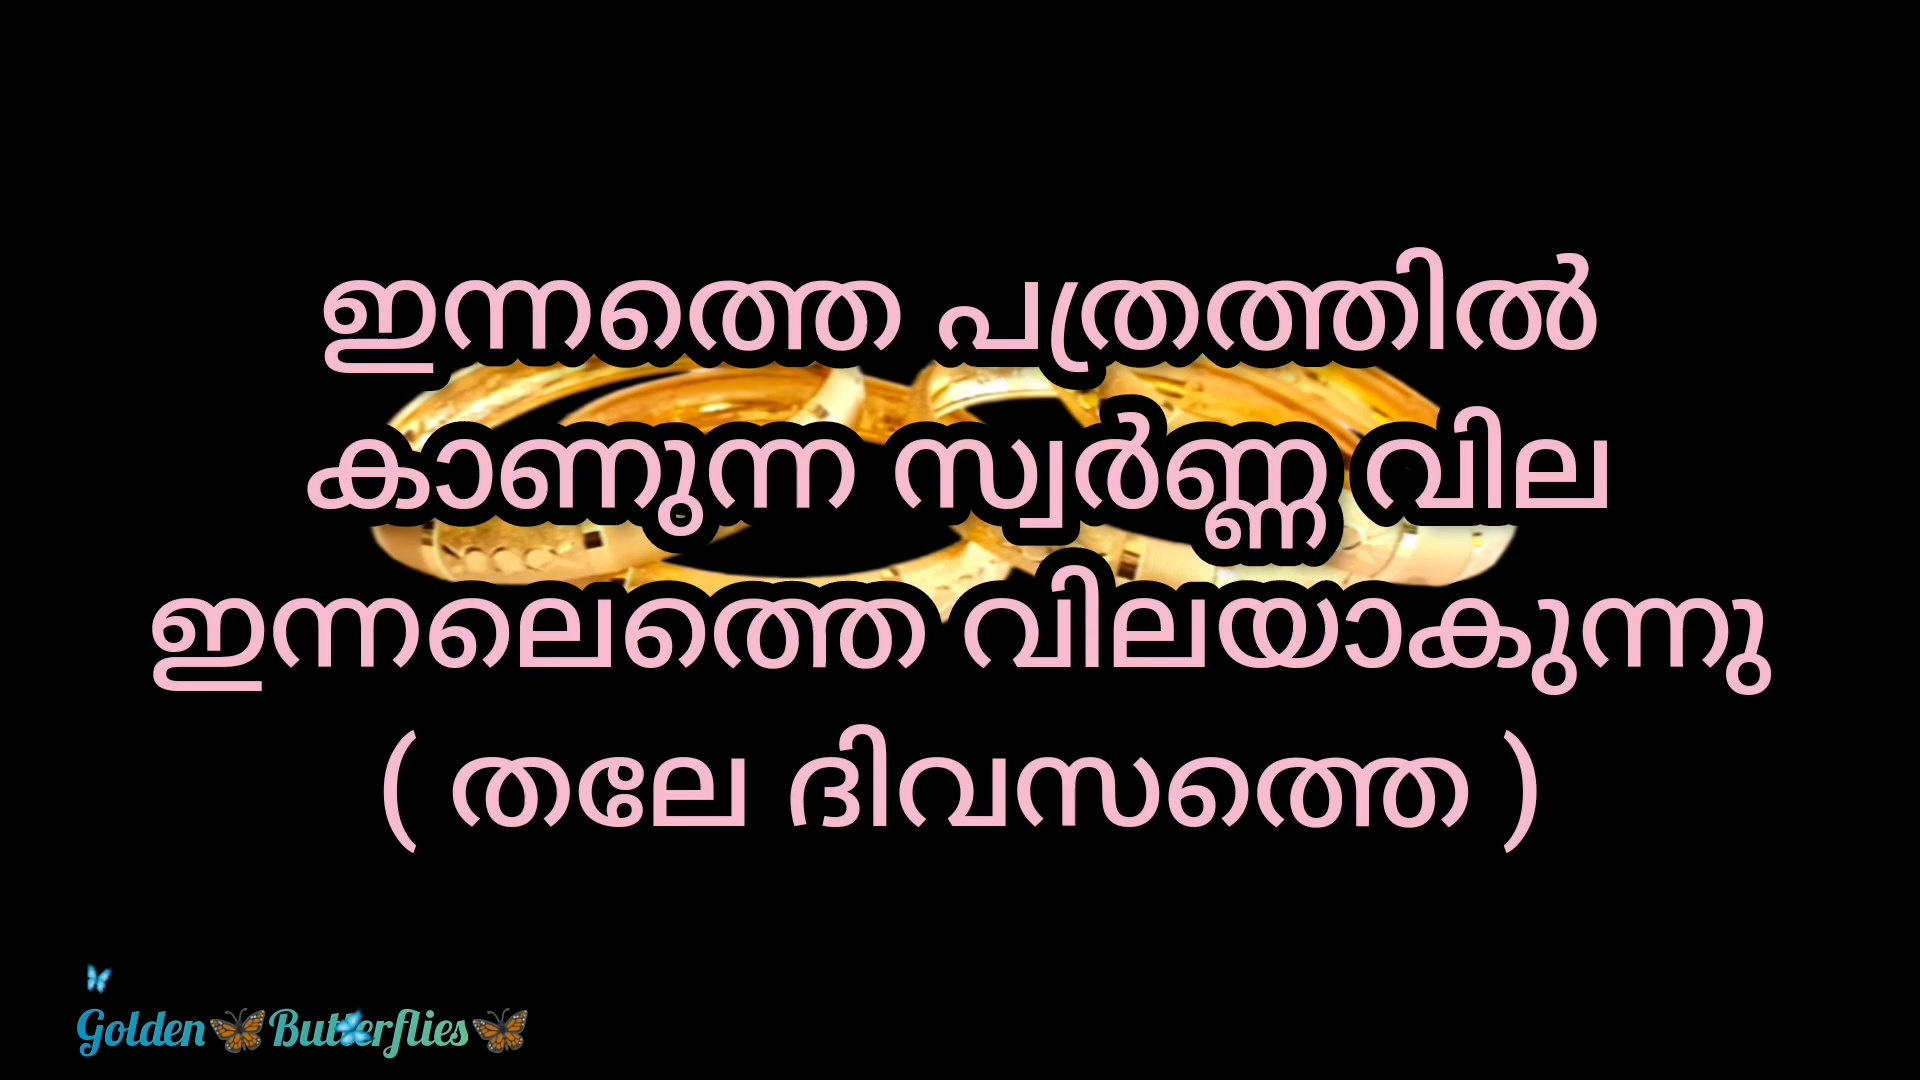 ഇന്നത്തെ പത്രത്തിൽ
കാണുന്ന സ്വർണ്ണ വില
ഇന്നലെത്തെ വിലയാകുന്നു
( തലേ ദിവസത്തെ )
Golden🦋Butterflies🦋